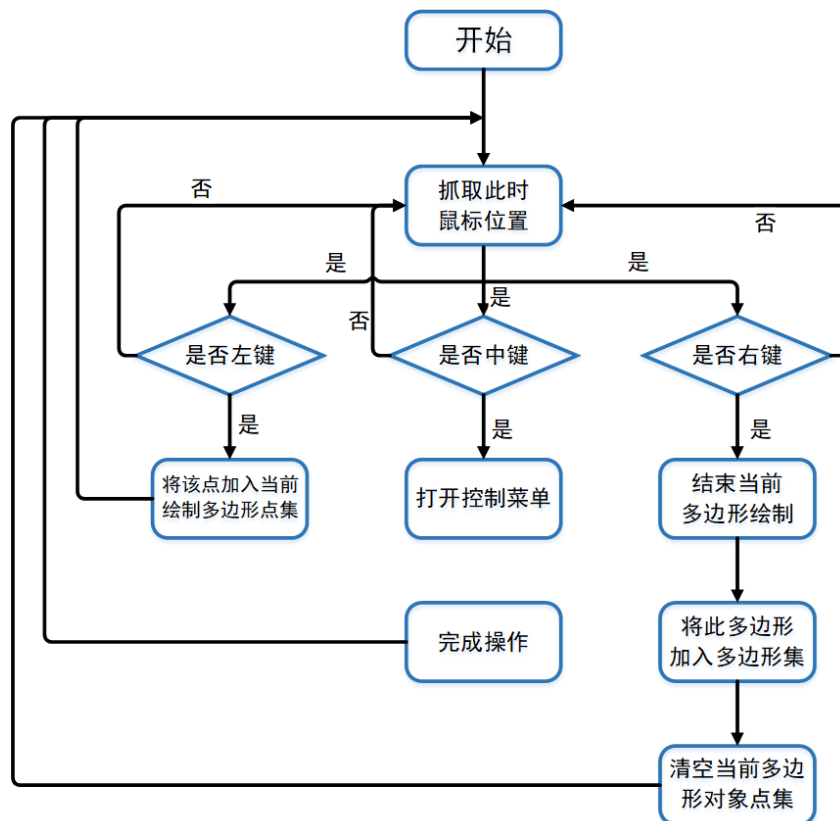 开始
抓取此时
鼠标位置
否
否
是
是
是
否
是否左键
是否中键
是否右键
是
是
是
将该点加入当前
绘制多边形点集
打开控制菜单
结束当前
多边形绘制
完成操作
将此多边形
加入多边形集
清空当前多边
形对象点集